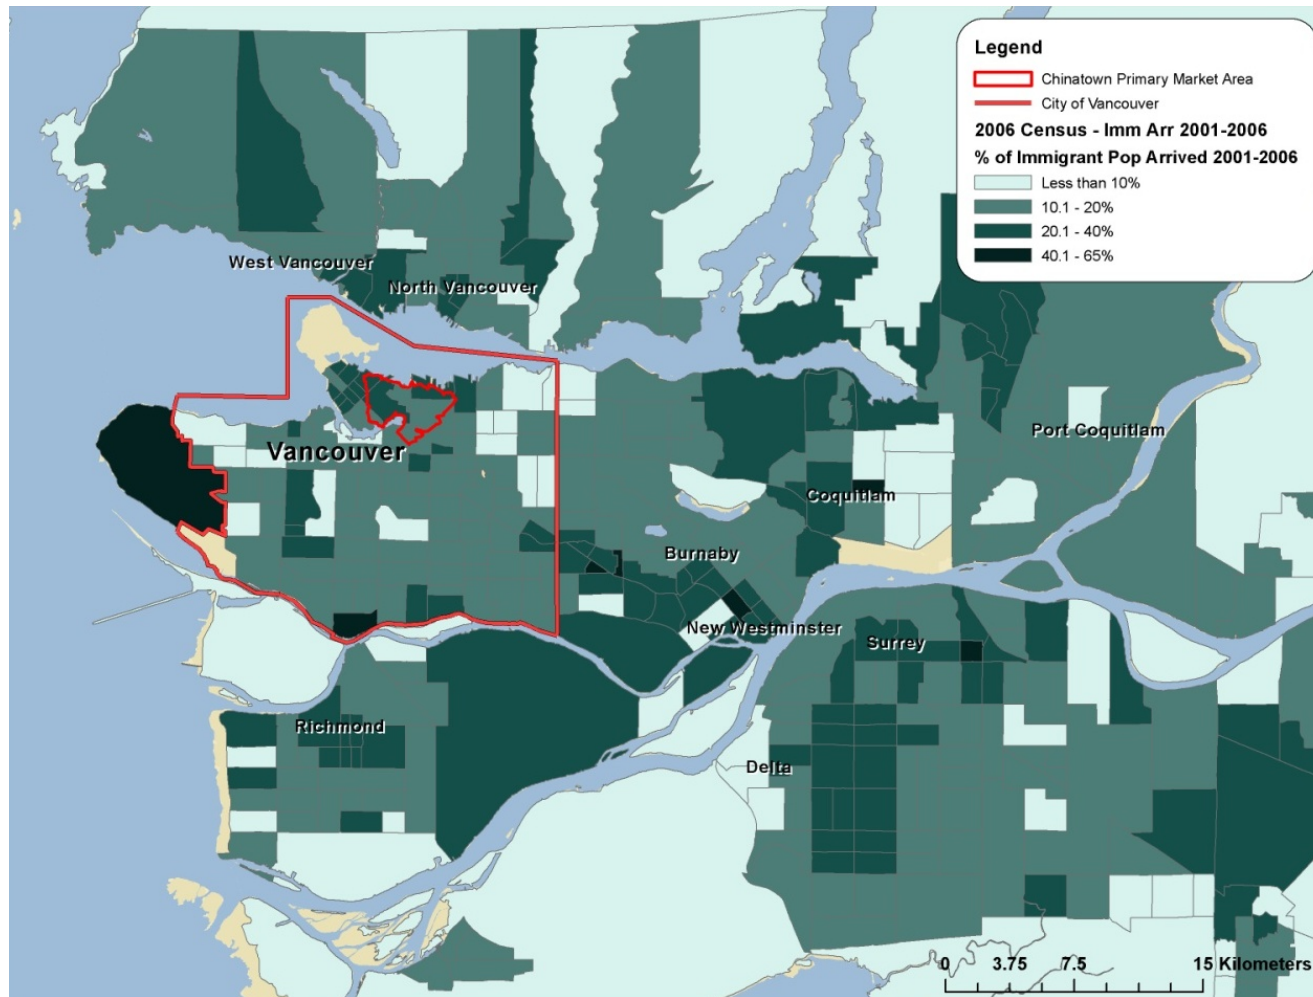 Legend
Chinatown Primary Market Area
City of Vancouver
2006 Census - Imm Arr 2001-2006
% of Immigrant Pop Arrived 2001-2006
Less than 10%
10.1 - 20%
20.1 - 40%
40.1 - 65%
West Vancouver
North Vancouver
Vancouver
Port Coquitlam
Coquitlam
Burnaby
New Westminster
Surrey
Richmond
Delta
0 3.75 7.5 15 Kilometers